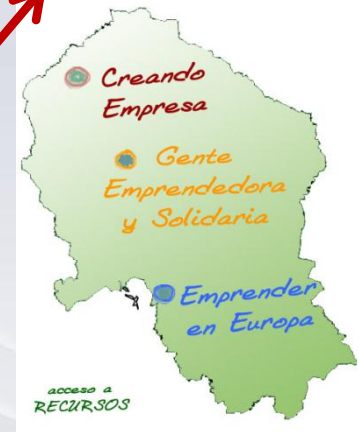 Creando
Empresa
Gente
Emprendedora
y Solidaria
Emprender
en Europa
acceso a
RECURSOS